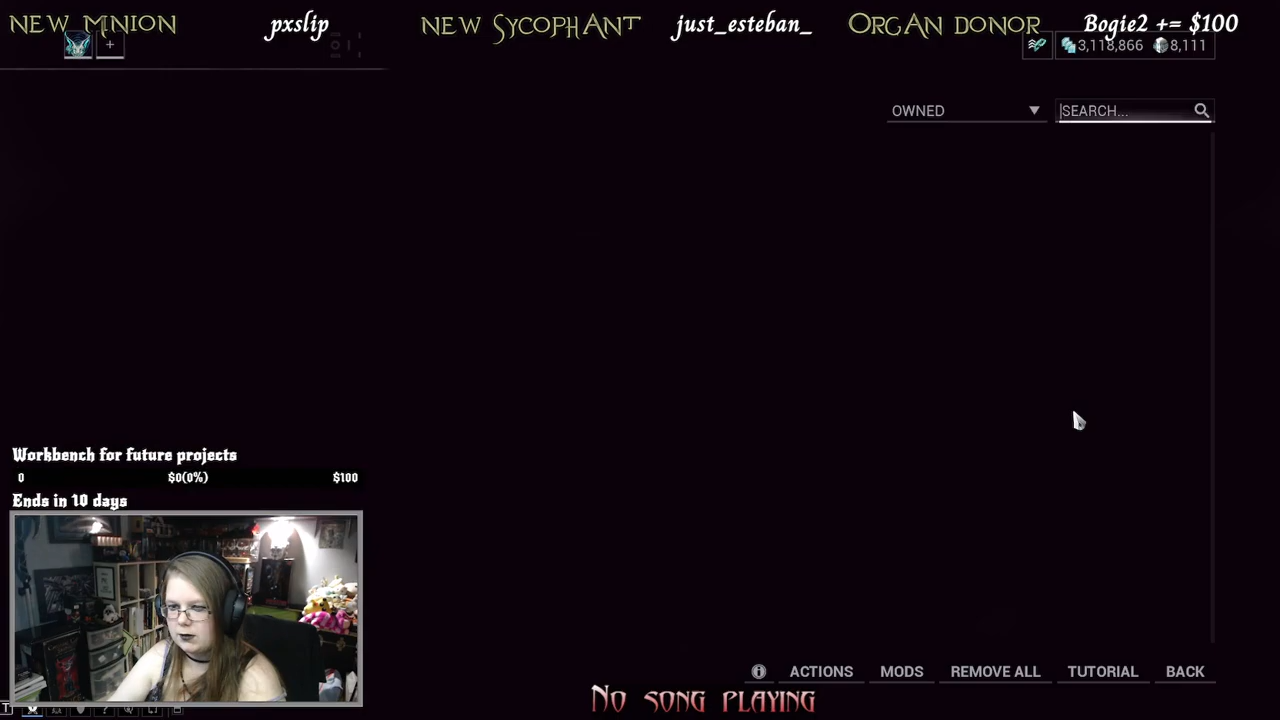 NEW MINION pxslip NEW SYCOPHANT just_esteban_ ORGAN DONOR Bogie2 += $100
3,118,866 8,111
OWNED SEARCH...
Workbench for future projects
0 $0(0%) $100
Ends in 10 days
ACTIONS MODS REMOVE ALL TUTORIAL BACK
NO SONG PLAYING